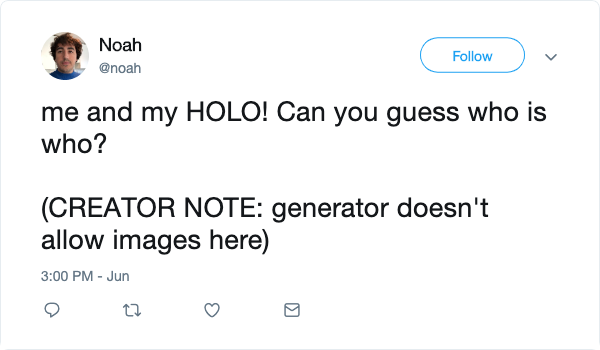 Noah
@noah
Follow
me and my HOLO! Can you guess who is
who?
(CREATOR NOTE: generator doesn't
allow images here)
3:00 PM - Jun